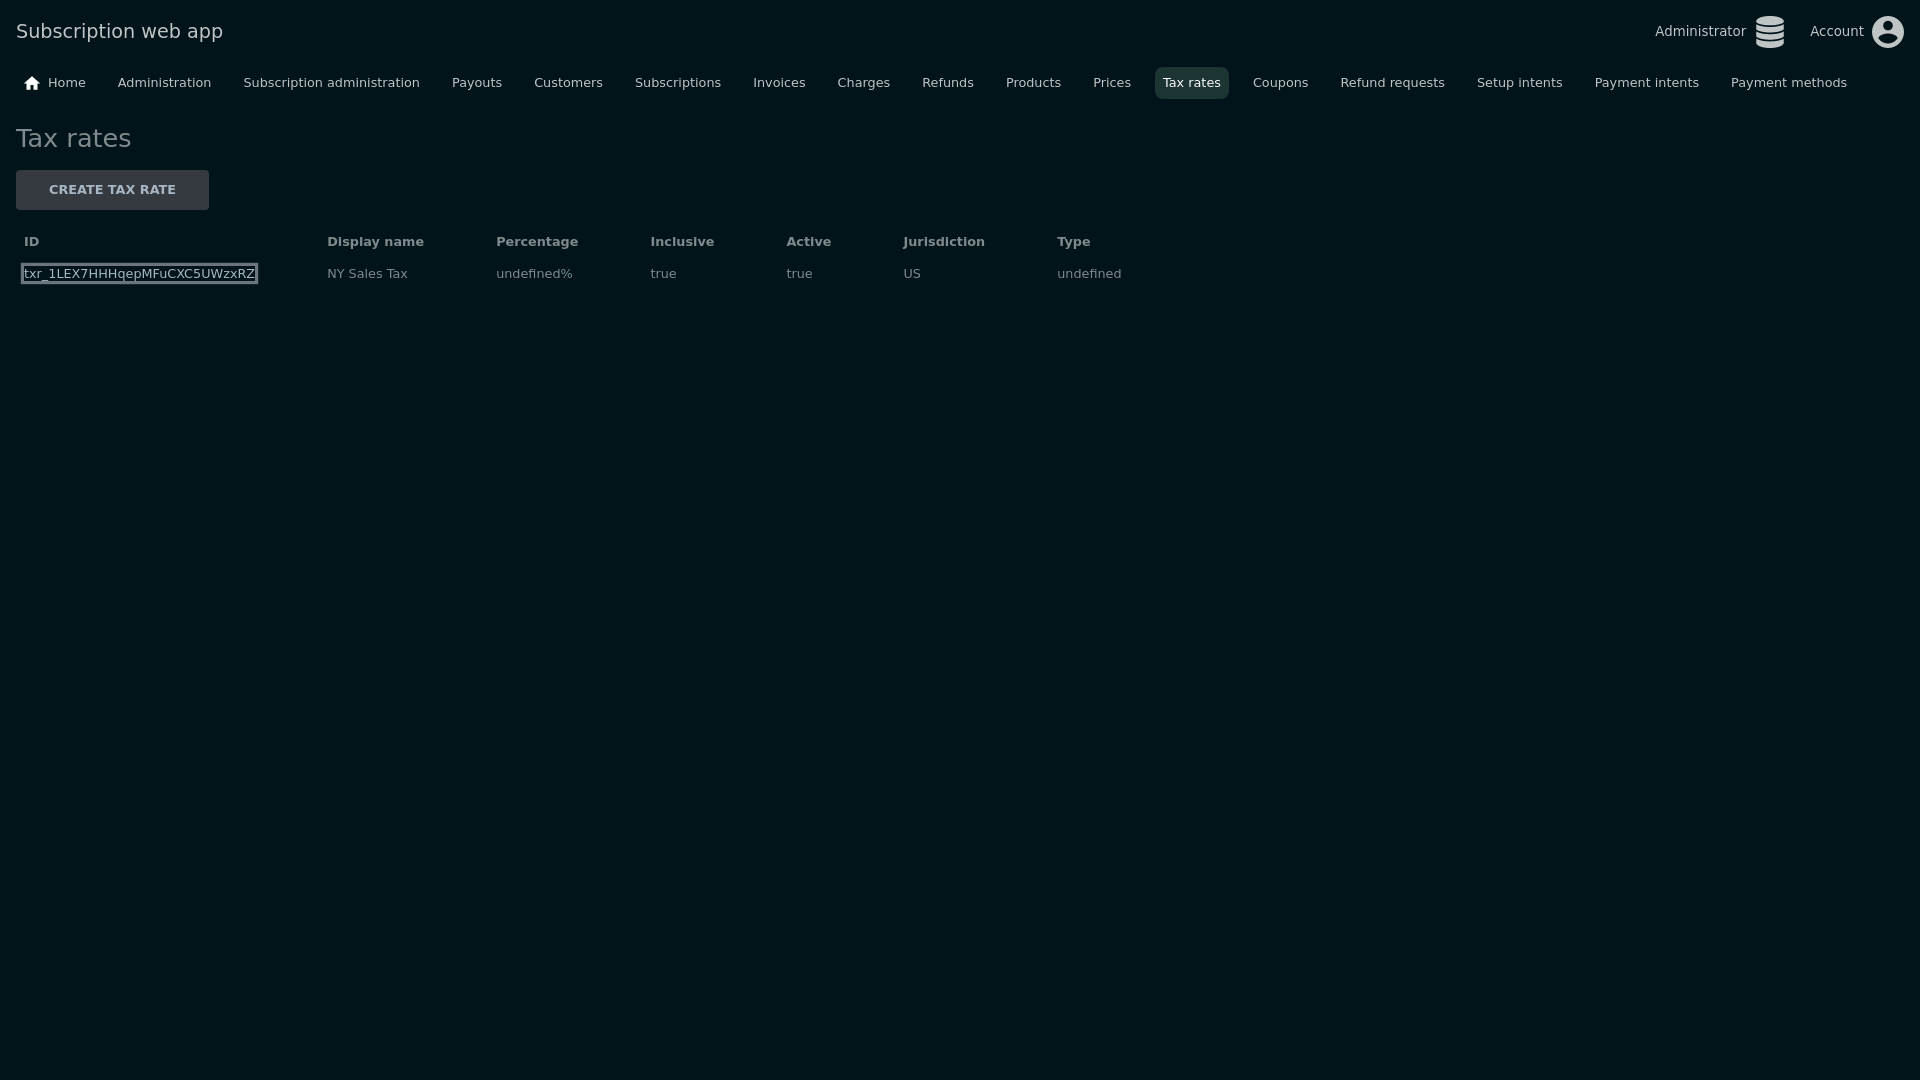 Subscription web app
Administrator
Account
Home Administration Subscription administration Payouts Customers Subscriptions Invoices Charges Refunds Products Prices Tax rates Coupons Refund requests Setup intents Payment intents Payment methods
Tax rates
CREATE TAX RATE
ID Display name Percentage Inclusive Active Jurisdiction Type
txr_1LEX7HHHqepMFuCXC5UWzxRZ NY Sales Tax undefined% true true US undefined